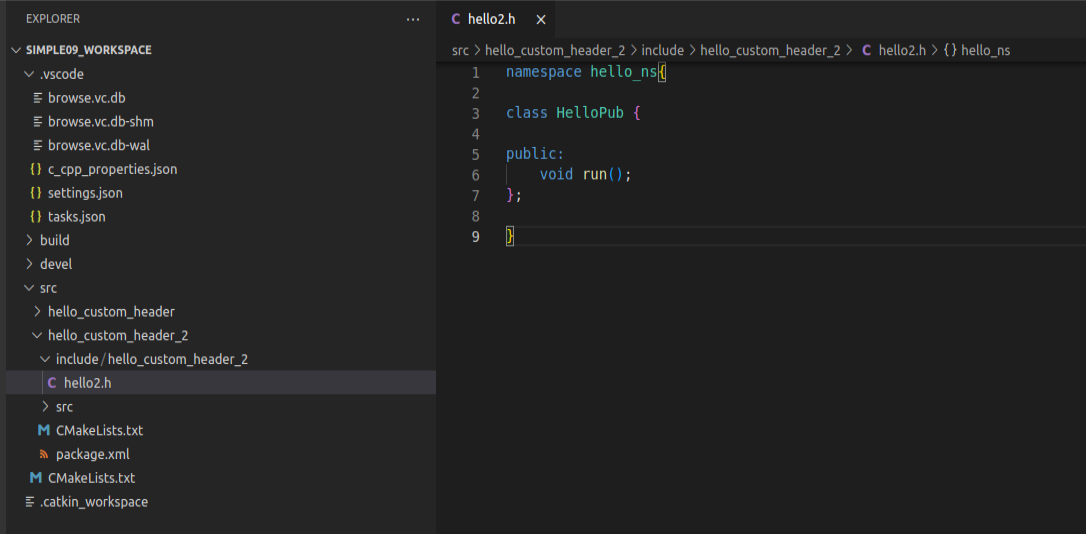 EXPLORER
SIMPLE09_WORKSPACE
.vscode
browse.vc.db
browse.vc.db-shm
browse.vc.db-wal
{} c_cpp_properties.json
{} settings.json
{} tasks.json
build
devel
src
hello_custom_header
hello_custom_header_2
include/hello_custom_header_2
C hello2.h
src
M CMakeLists.txt
package.xml
M CMakeLists.txt
.catkin_workspace
C hello2.h ×
src > hello_custom_header_2 > include > hello_custom_header_2 > C hello2.h > {} hello_ns
1 namespace hello_ns{
2
3 class HelloPub {
4
5 public:
6     void run();
7 };
8
9 }